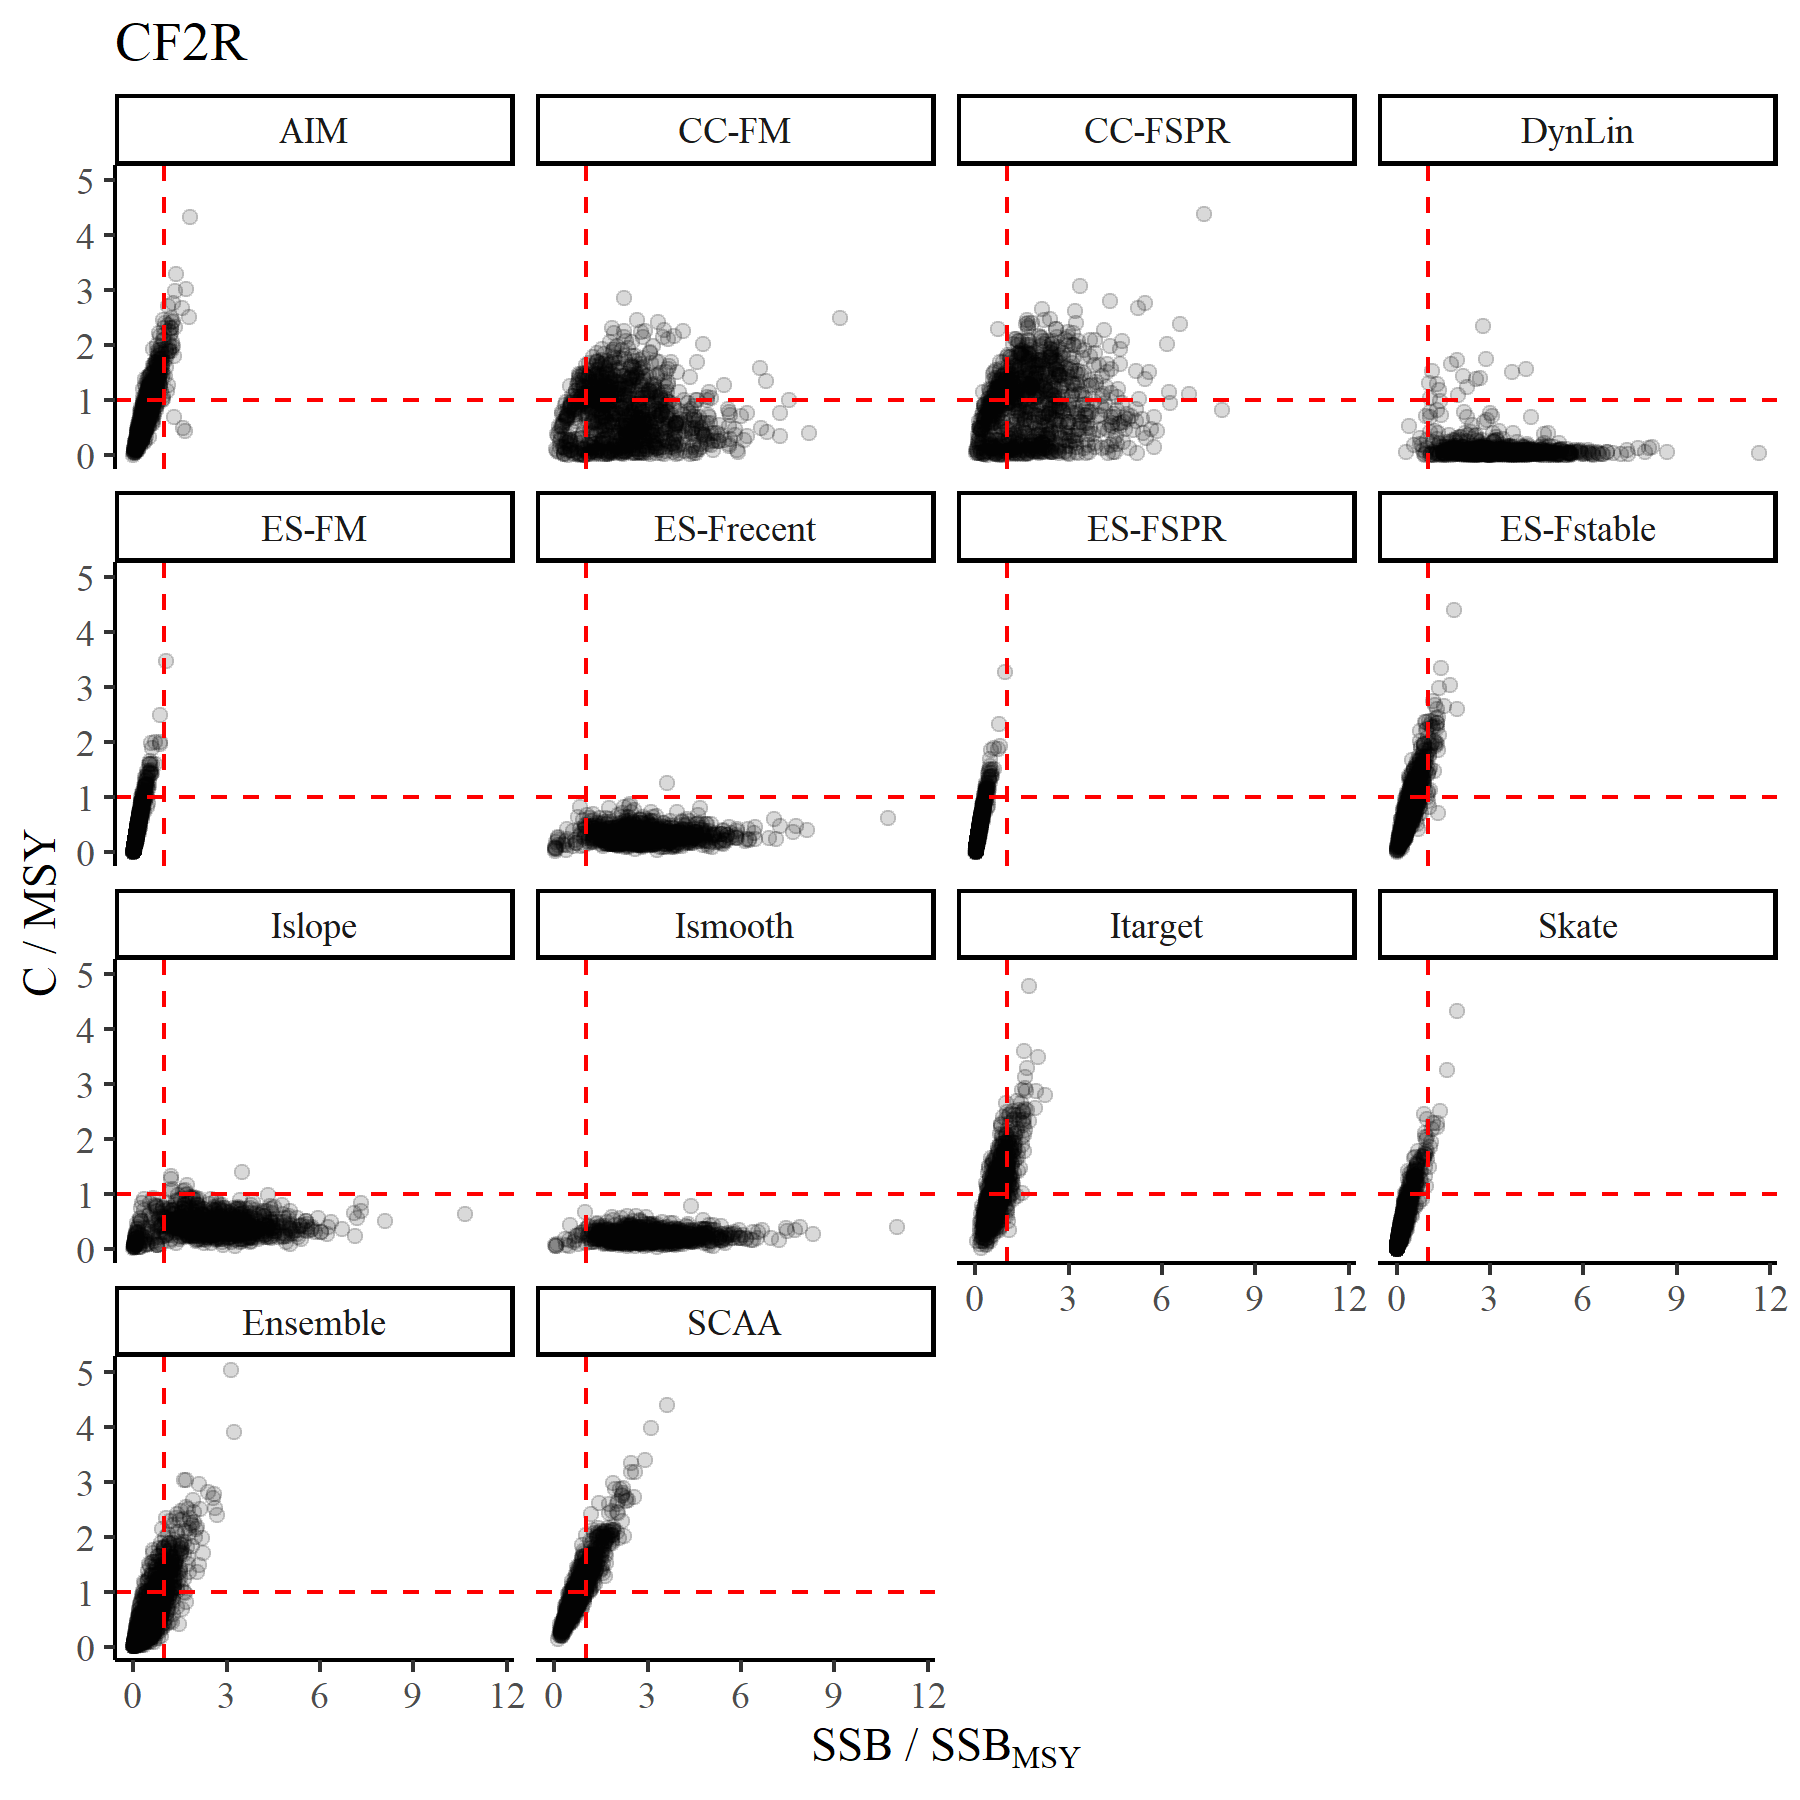 CF2R
AIM CC-FM CC-FSPR DynLin
5
4
3
2
1
0
ES-FM ES-Frecent ES-FSPR ES-Fstable
5
4
3
2
1
0
Islope Ismooth Itarget Skate
5
4
3
2
1
0
0 3 6 9 12 0 3 6 9 12
Ensemble SCAA
5
4
3
2
1
0
0 3 6 9 12 0 3 6 9 12
C / MSY
SSB / SSBMSY